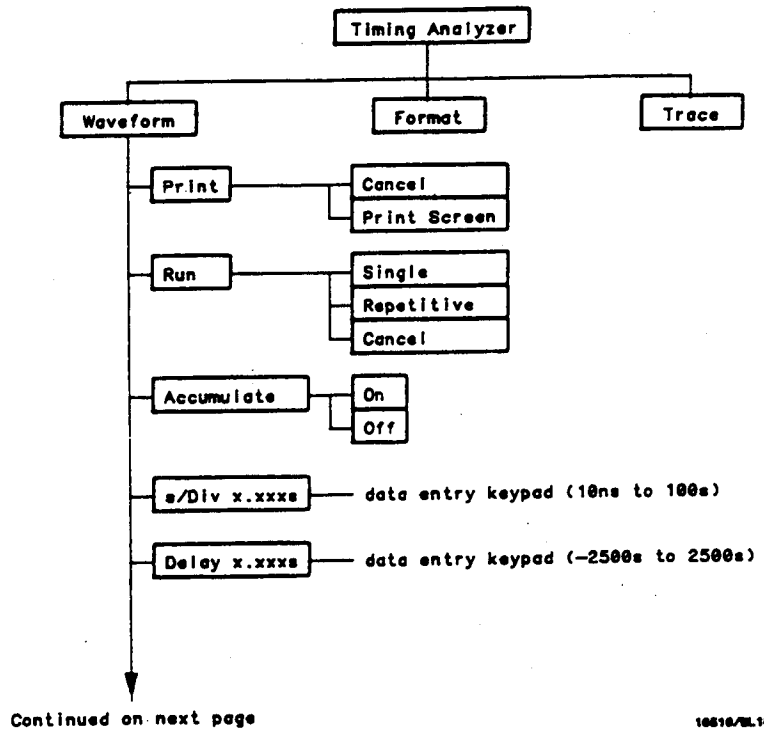 Timing Analyzer
Waveform
Format
Trace
Print
Cancel
Print Screen
Run
Single
Repetitive
Cancel
Accumulate
On
Off
s/Div x.xxxs
data entry keypad (10ns to 100s)
Delay x.xxxs
data entry keypad (-2500s to 2500s)
Continued on next page